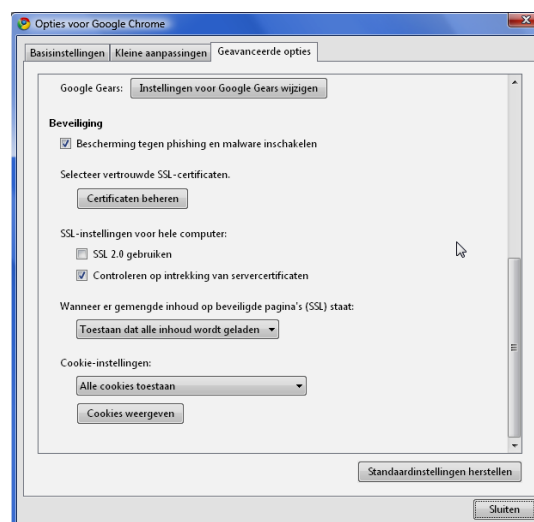 Opties voor Google Chrome
Basisinstellingen Kleine aanpassingen Geavanceerde opties
Google Gears: Instellingen voor Google Gears wijzigen
Beveiliging
Bescherming tegen phishing en malware inschakelen
Selecteer vertrouwde SSL-certificaten.
Certificaten beheren
SSL-instellingen voor hele computer:
SSL 2.0 gebruiken
Controleren op intrekking van servercertificaten
Wanneer er gemengde inhoud op beveiligde pagina's (SSL) staat:
Toestaan dat alle inhoud wordt geladen
Cookie-instellingen:
Alle cookies toestaan
Cookies weergeven
Standaardinstellingen herstellen
Sluiten